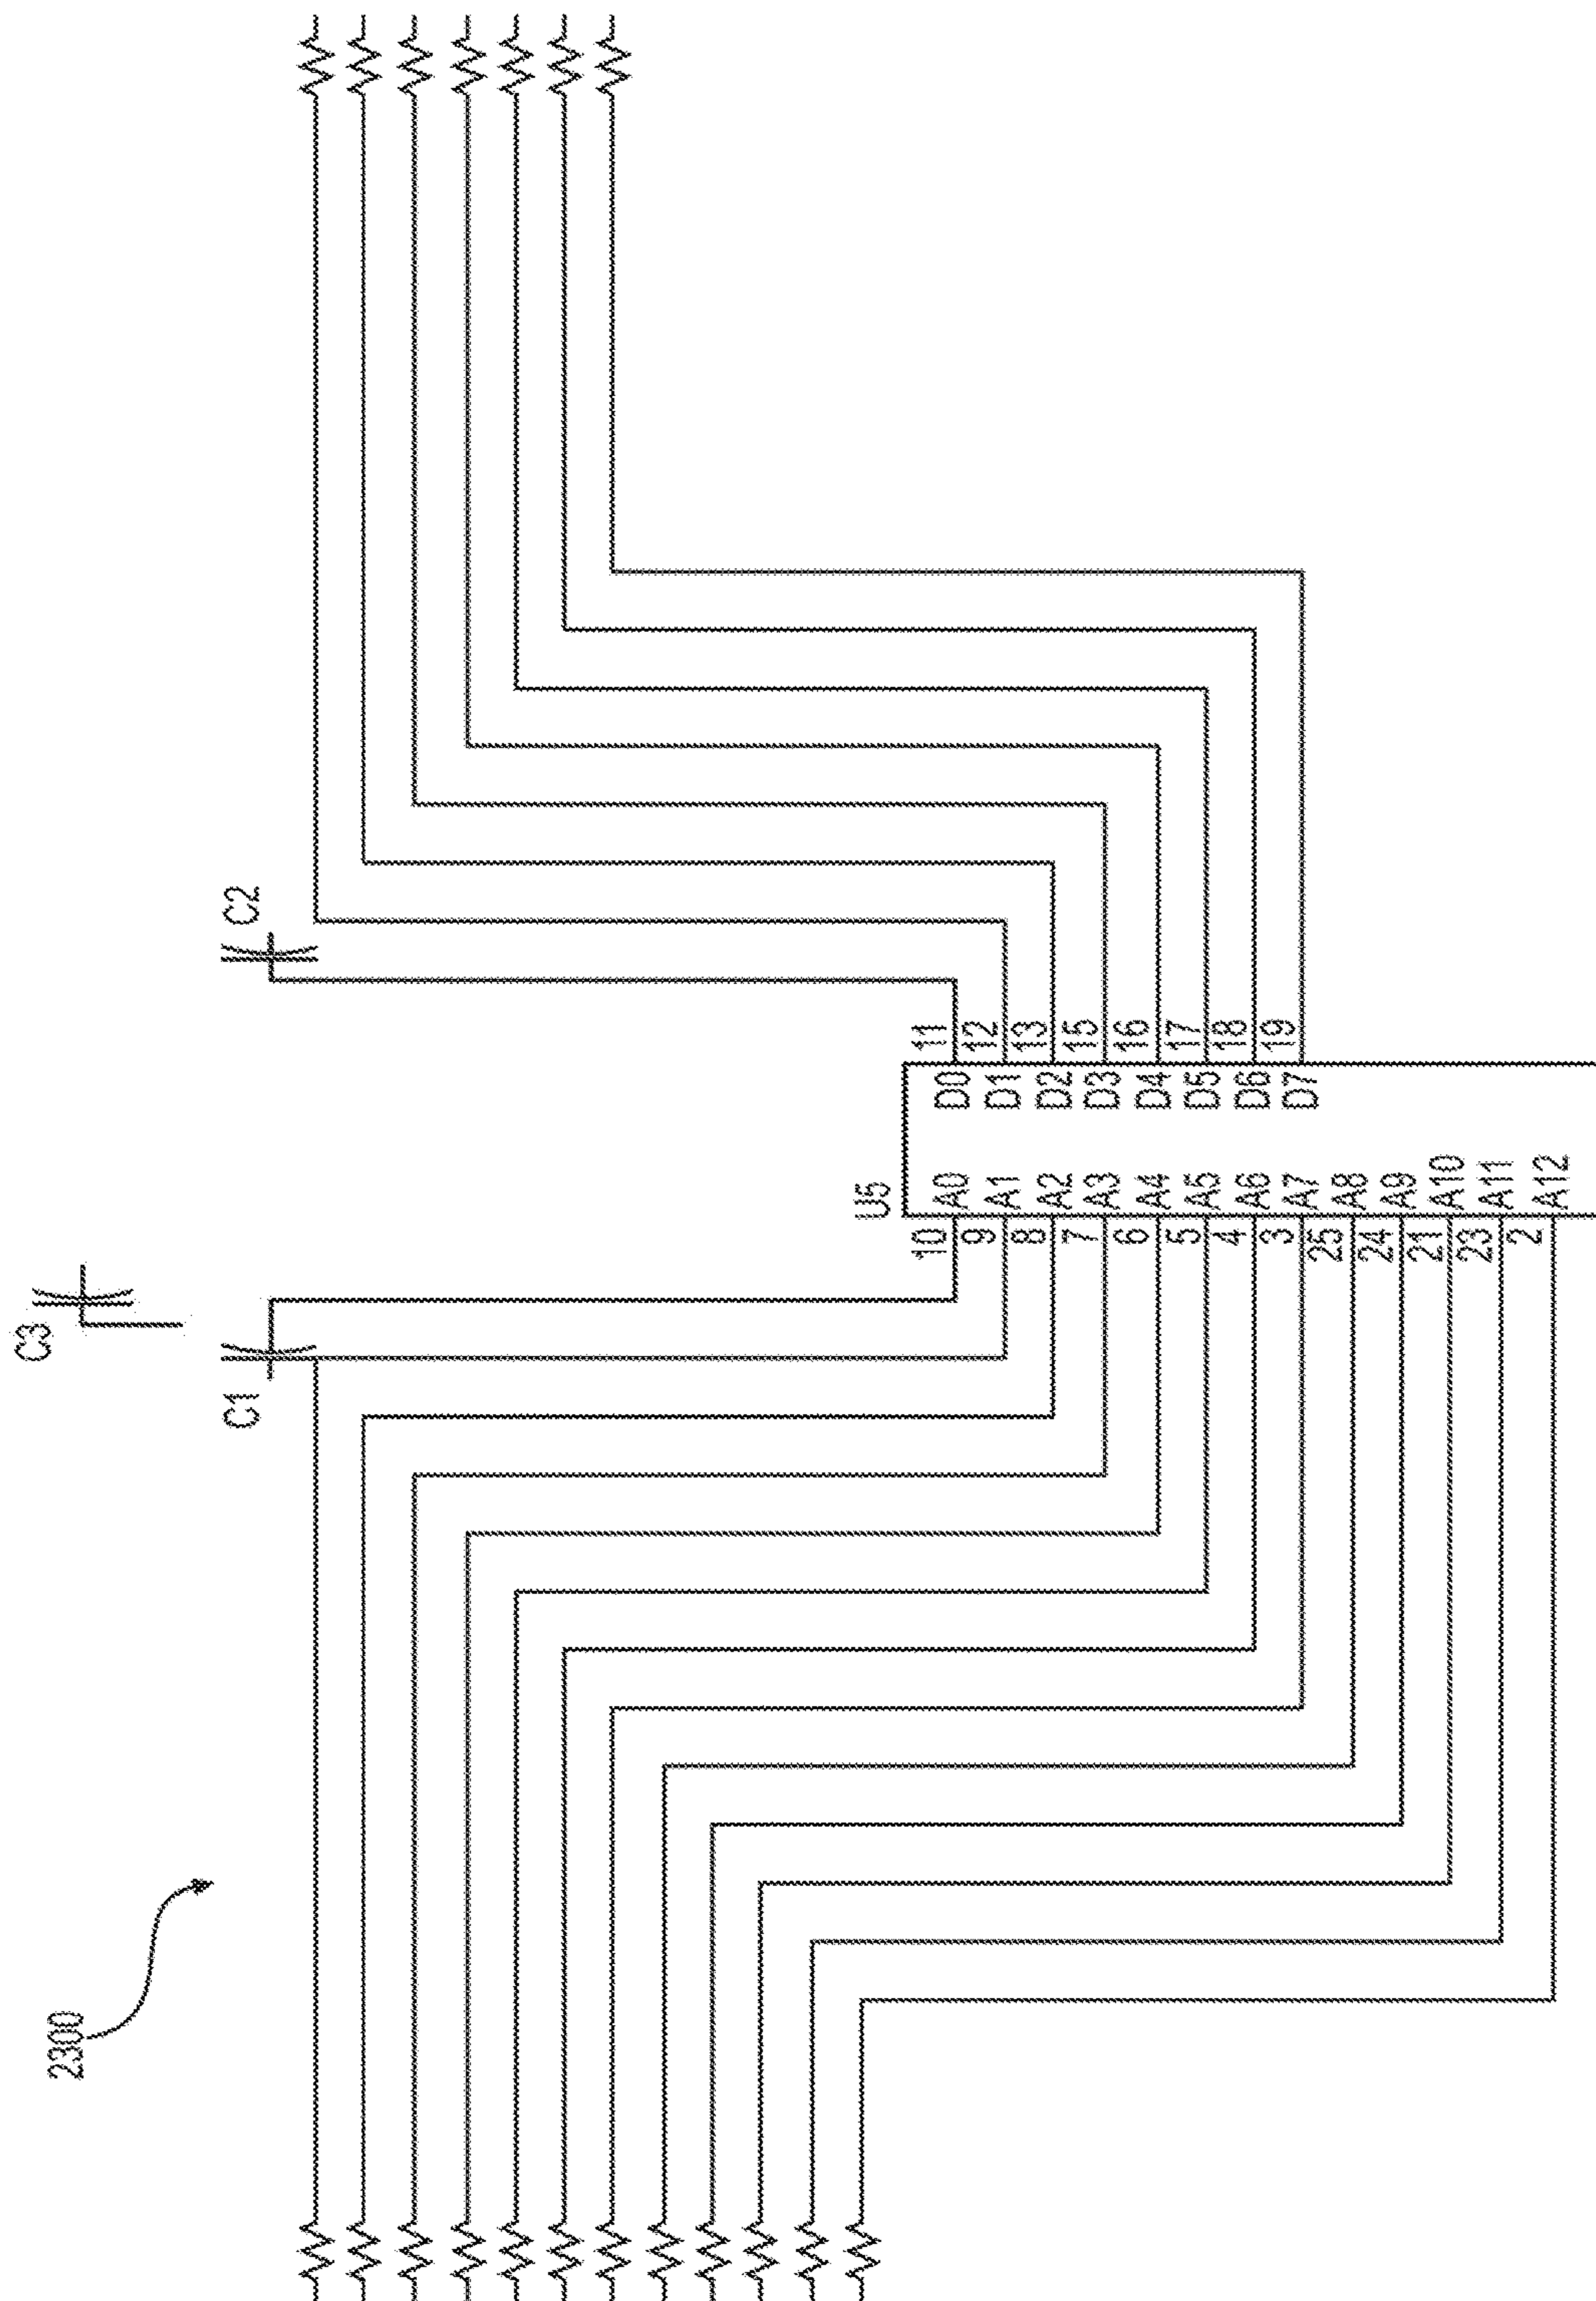 2300
C3
C1
C2
U5
10 A0 D0 11
9 A1 D1 12
8 A2 D2 13
7 A3 D3 15
6 A4 D4 16
5 A5 D5 17
4 A6 D6 18
3 A7 D7 19
25 A8
24 A9
21 A10
23 A11
2 A12